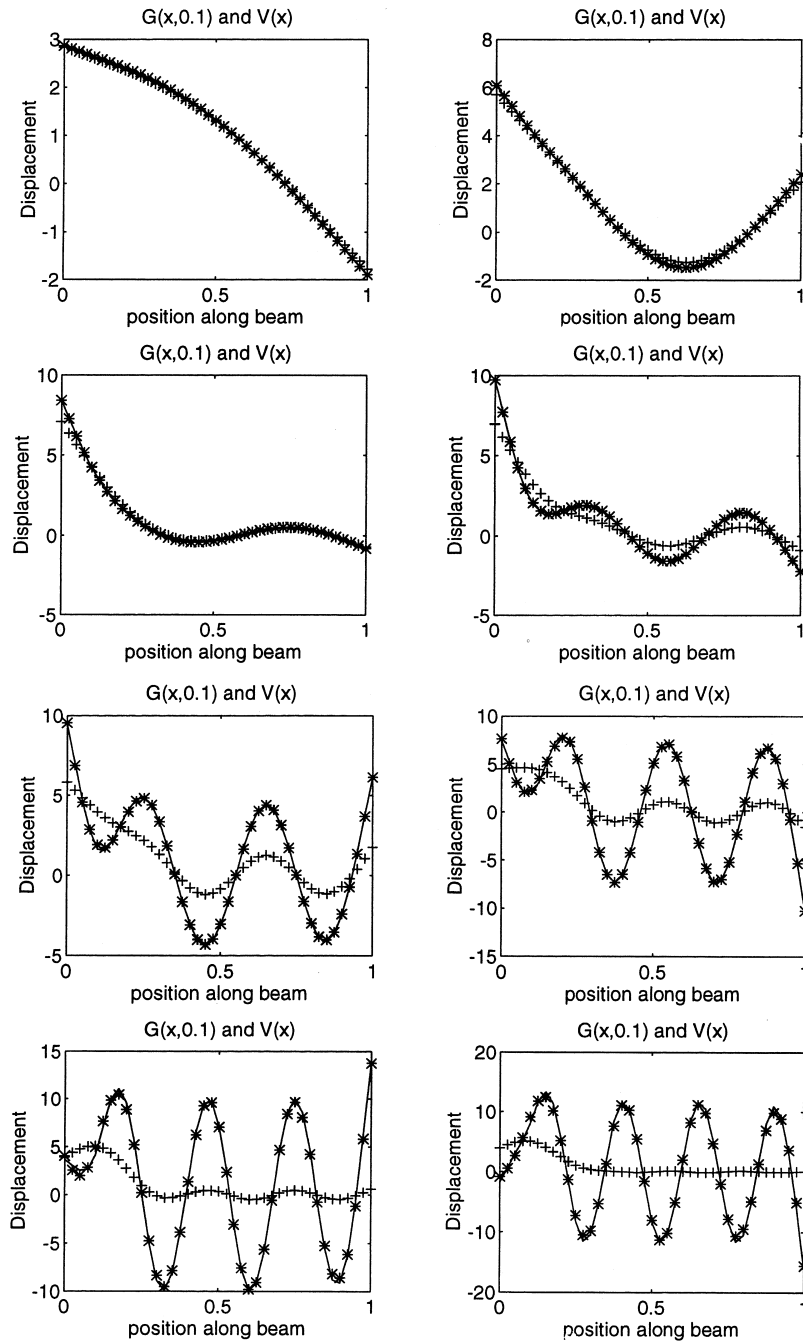 G(x,0.1) and V(x)
3
2
1
0
-1
-2
Displacement
0
0.5
1
position along beam
G(x,0.1) and V(x)
8
6
4
2
0
-2
Displacement
0
0.5
1
position along beam
G(x,0.1) and V(x)
10
5
0
-5
Displacement
0
0.5
1
position along beam
G(x,0.1) and V(x)
10
5
0
-5
Displacement
0
0.5
1
position along beam
G(x,0.1) and V(x)
10
5
0
-5
Displacement
0
0.5
1
position along beam
G(x,0.1) and V(x)
10
5
0
-5
-10
-15
Displacement
0
0.5
1
position along beam
G(x,0.1) and V(x)
15
10
5
0
-5
-10
Displacement
0
0.5
1
position along beam
G(x,0.1) and V(x)
20
10
0
-10
-20
Displacement
0
0.5
1
position along beam